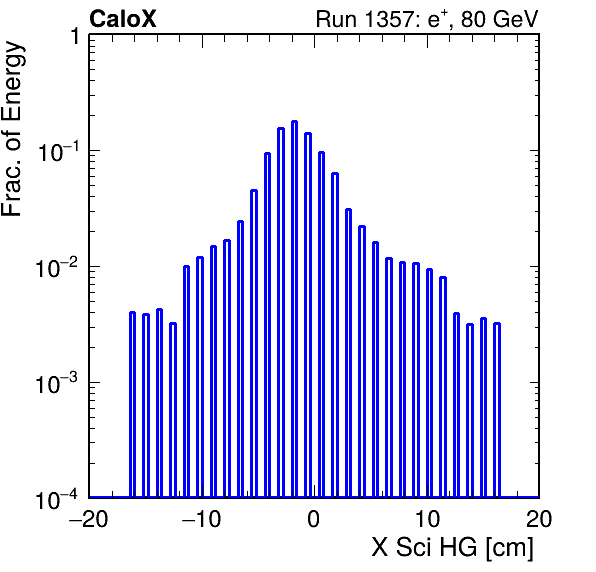 CaloX Run 1357: e⁺, 80 GeV
Frac. of Energy
1
10⁻¹
10⁻²
10⁻³
10⁻⁴
−20 −10 0 10 20
X Sci HG [cm]